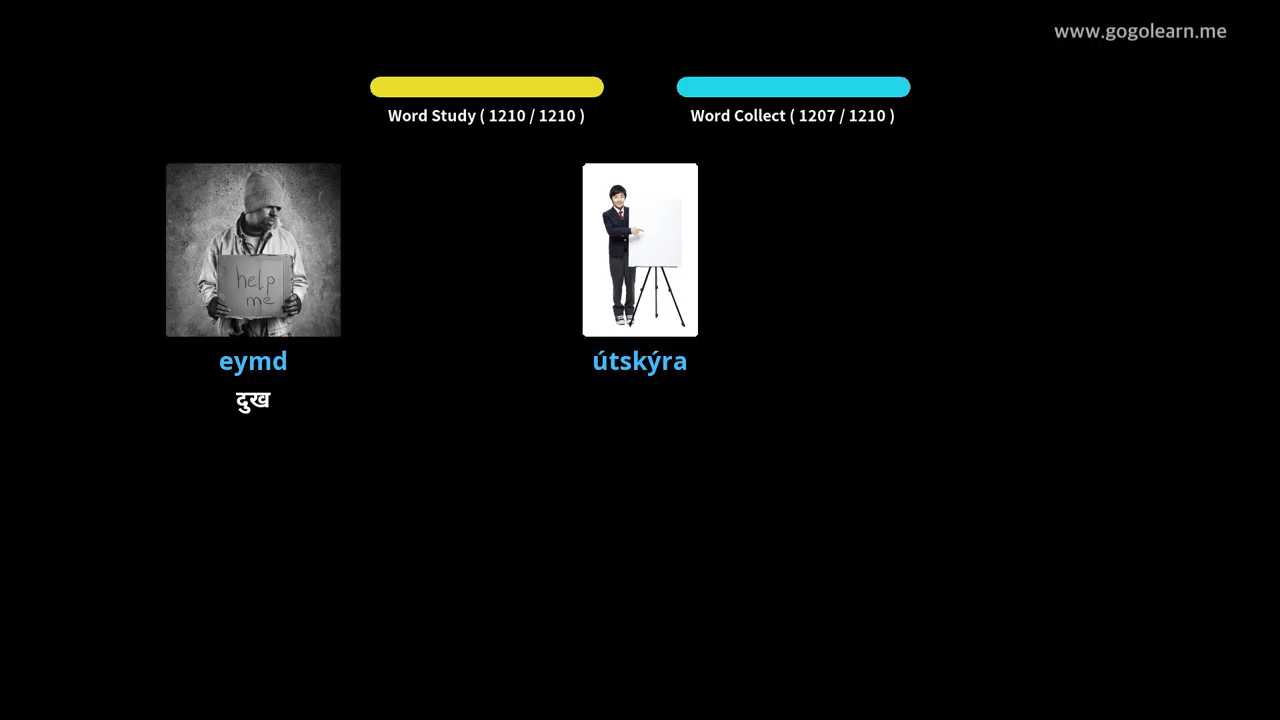 www.gogolearn.me
Word Study ( 1210 / 1210 )
Word Collect ( 1207 / 1210 )
help
me
eymd
útskýra
दुख